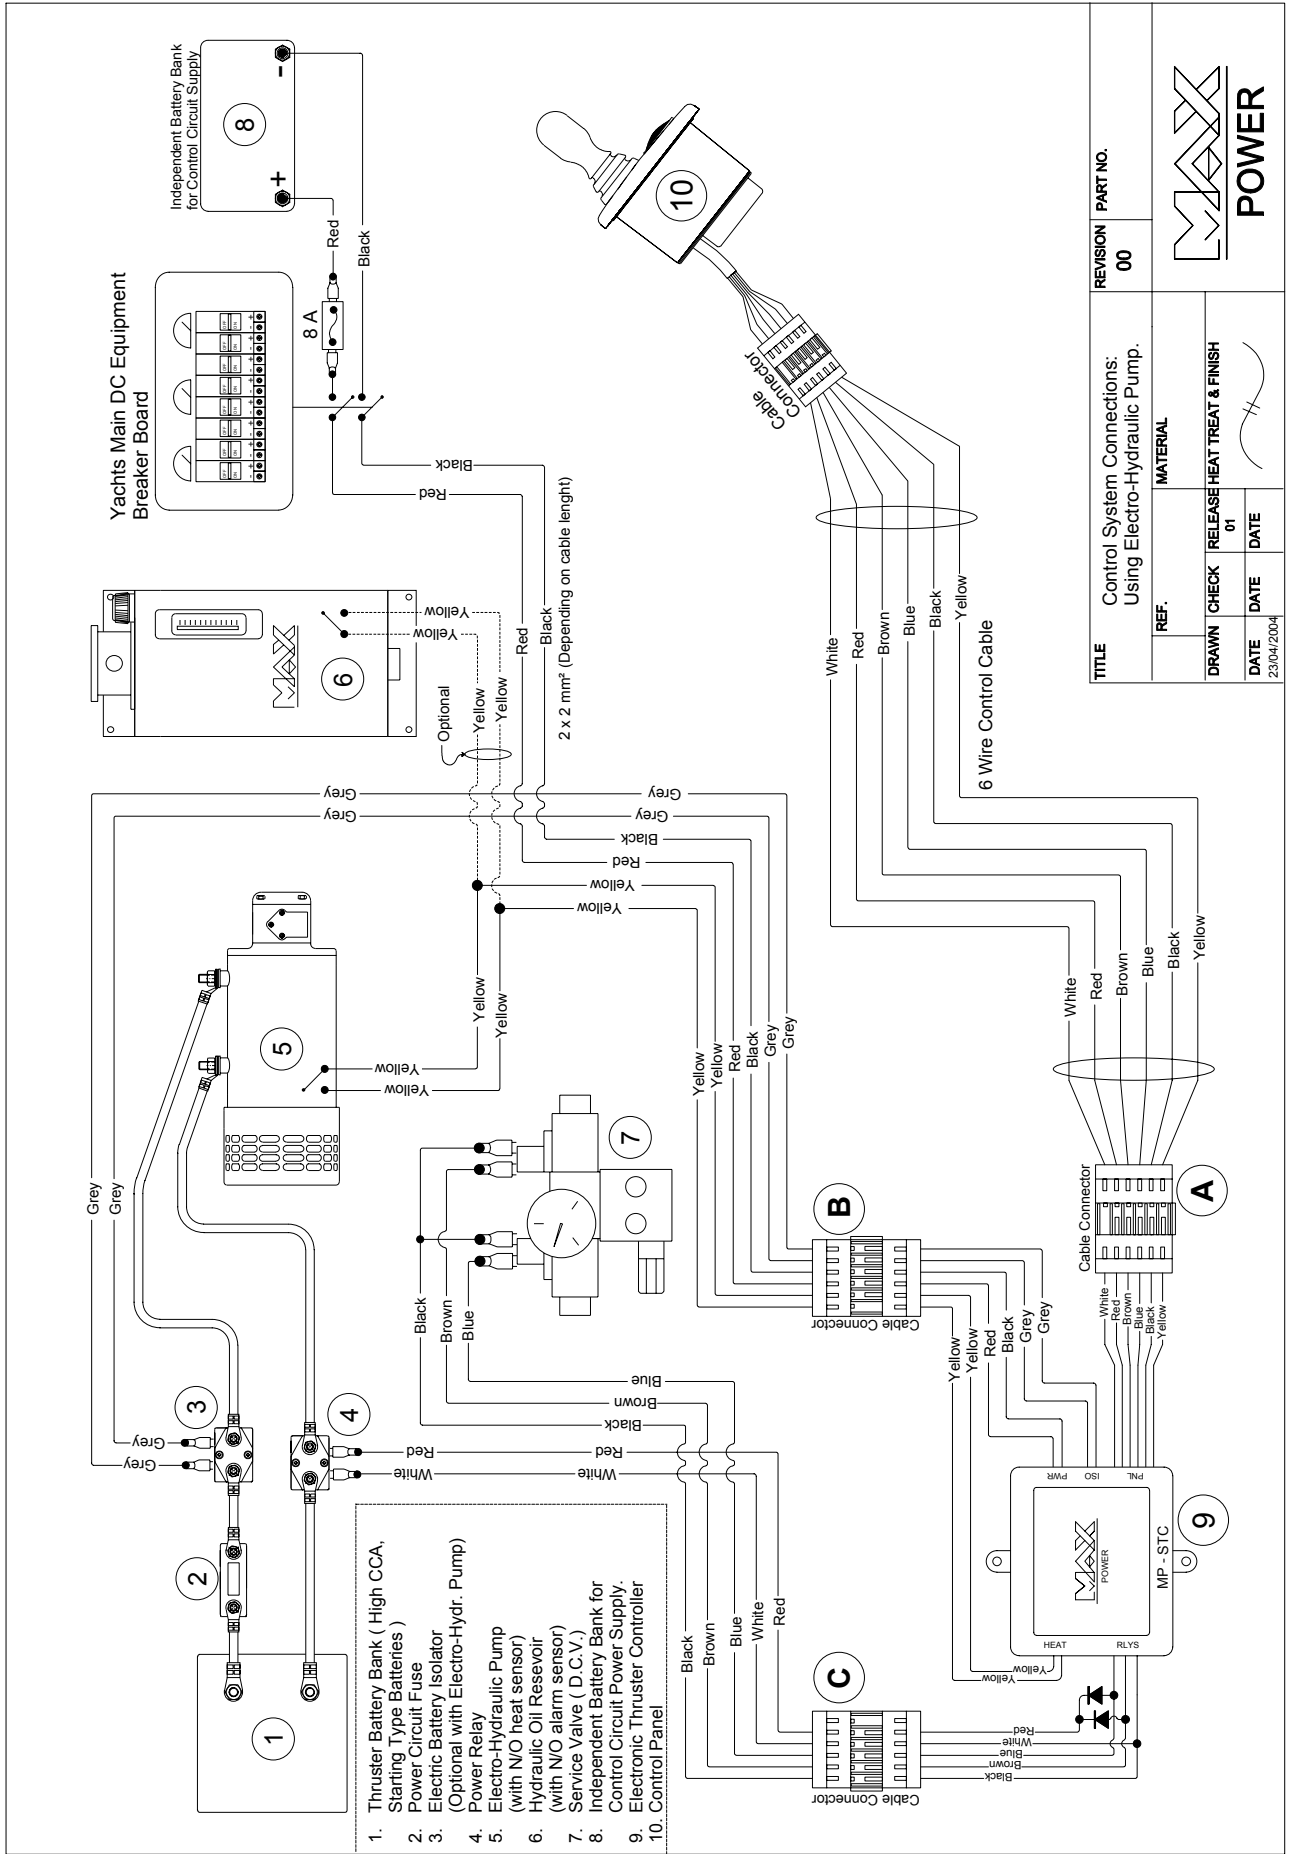 Independent Battery Bank
for Control Circuit Supply
8
-
+
Red
Black
8 A
Yachts Main DC Equipment
Breaker Board
OFF
ON
+
-
Black
Red
MAX
6
Yellow
Yellow
Red
Black
2 x 2 mm² (Depending on cable lenght)
Optional
Yellow
Yellow
Grey
Grey
Grey
Grey
Black
Red
Yellow
Yellow
5
Yellow
Yellow
Yellow
Yellow
Grey
Grey
3
4
Grey
Grey
Red
White
Red
White
2
1
7
Black
Brown
Blue
Blue
Brown
Black
10
Cable
Connector
White
Red
Brown
Blue
Black
Yellow
6 Wire Control Cable
White
Red
Brown
Blue
Black
Yellow
Cable Connector
A
White
Red
Brown
Blue
Black
Yellow
Yellow
Yellow
Red
Black
Grey
Grey
B
Cable Connector
Yellow
Yellow
Red
Black
Grey
Grey
PWR
ISO
PNL
MAX
POWER
MP - STC
HEAT
RLYS
9
Yellow
Yellow
Black
Brown
Blue
White
Red
C
Cable Connector
Red
White
Blue
Brown
Black
1. Thruster Battery Bank ( High CCA,
Starting Type Batteries )
2. Power Circuit Fuse
3. Electric Battery Isolator
(Optional with Electro-Hydr. Pump)
4. Power Relay
5. Electro-Hydraulic Pump
(with N/O heat sensor)
6. Hydraulic Oil Resevoir
(with N/O alarm sensor)
7. Service Valve ( D.C.V.)
8. Independent Battery Bank for
Control Circuit Power Supply.
9. Electronic Thruster Controller
10. Control Panel
TITLE
Control System Connections:
Using Electro-Hydraulic Pump.
REVISION
00
PART NO.
REF.
MATERIAL
DRAWN
CHECK
RELEASE
01
HEAT TREAT & FINISH
DATE
23/04/2004
DATE
DATE
MAX
POWER